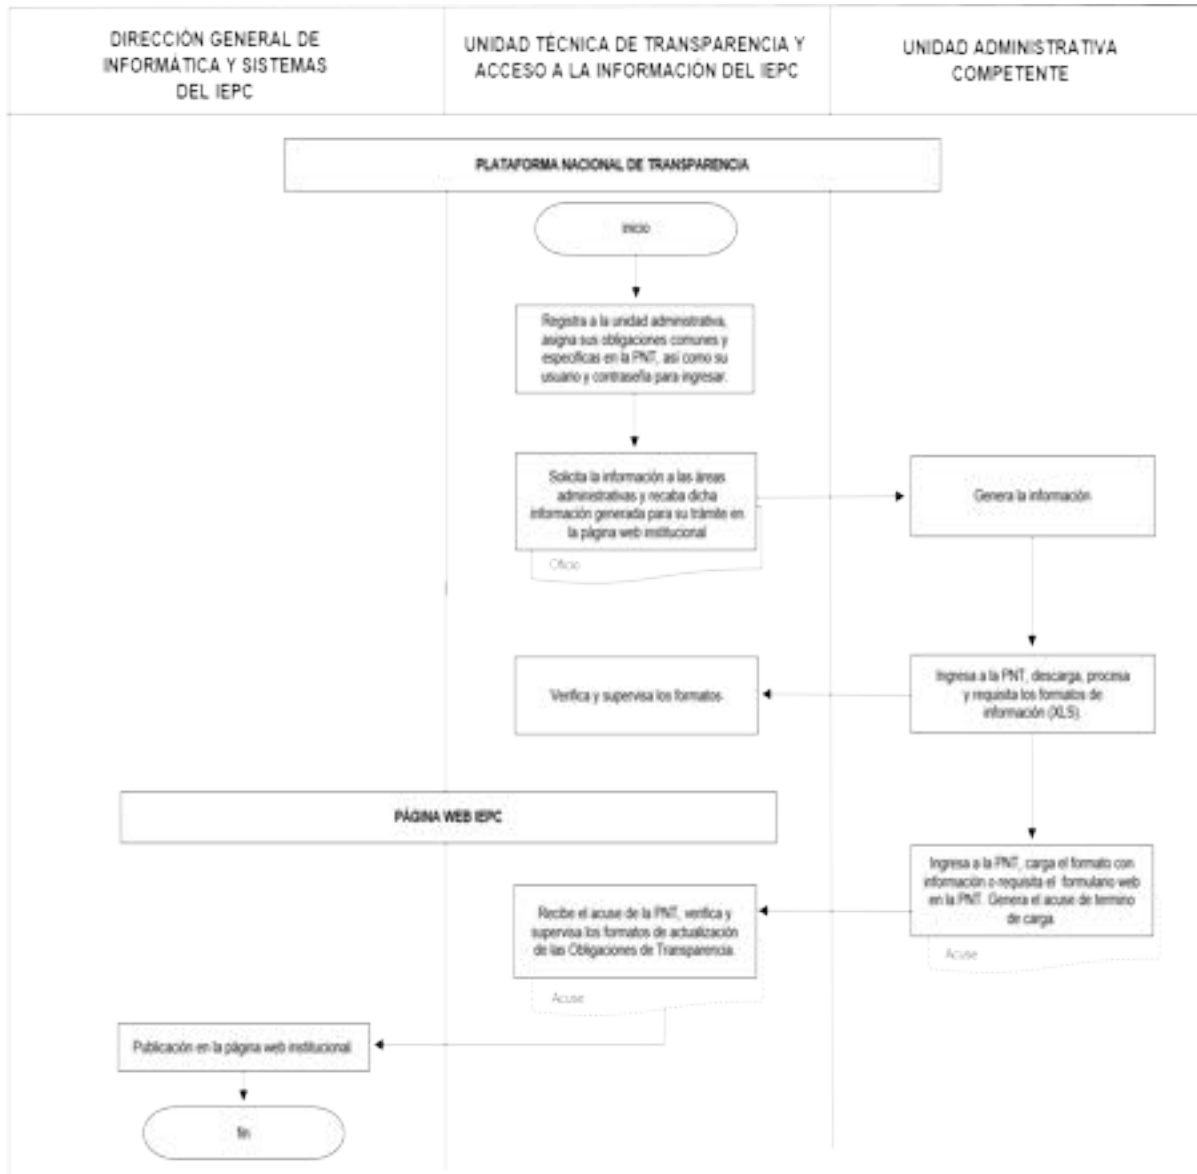 DIRECCIÓN GENERAL DE
INFORMÁTICA Y SISTEMAS
DEL IEPC
UNIDAD TÉCNICA DE TRANSPARENCIA Y
ACCESO A LA INFORMACIÓN DEL IEPC
UNIDAD ADMINISTRATIVA
COMPETENTE
PLATAFORMA NACIONAL DE TRANSPARENCIA
inicio
Registra a la unidad administrativa,
asigna sus obligaciones comunes y
específicas en la PNT, así como su
usuario y contraseña para ingresar.
Solicita la información a las áreas
administrativas y recaba dicha
información generada para su trámite en
la página web institucional
Oficio
Genera la información
Ingresa a la PNT, descarga, procesa
y requisita los formatos de
información (XLS).
Verifica y supervisa los formatos
PÁGINA WEB IEPC
Ingresa a la PNT, carga el formato con
información o requisita el formulario web
en la PNT. Genera el acuse de termino
de carga.
Acuse
Recibe el acuse de la PNT, verifica y
supervisa los formatos de actualización
de las Obligaciones de Transparencia.
Acuse
Publicación en la página web institucional
fin